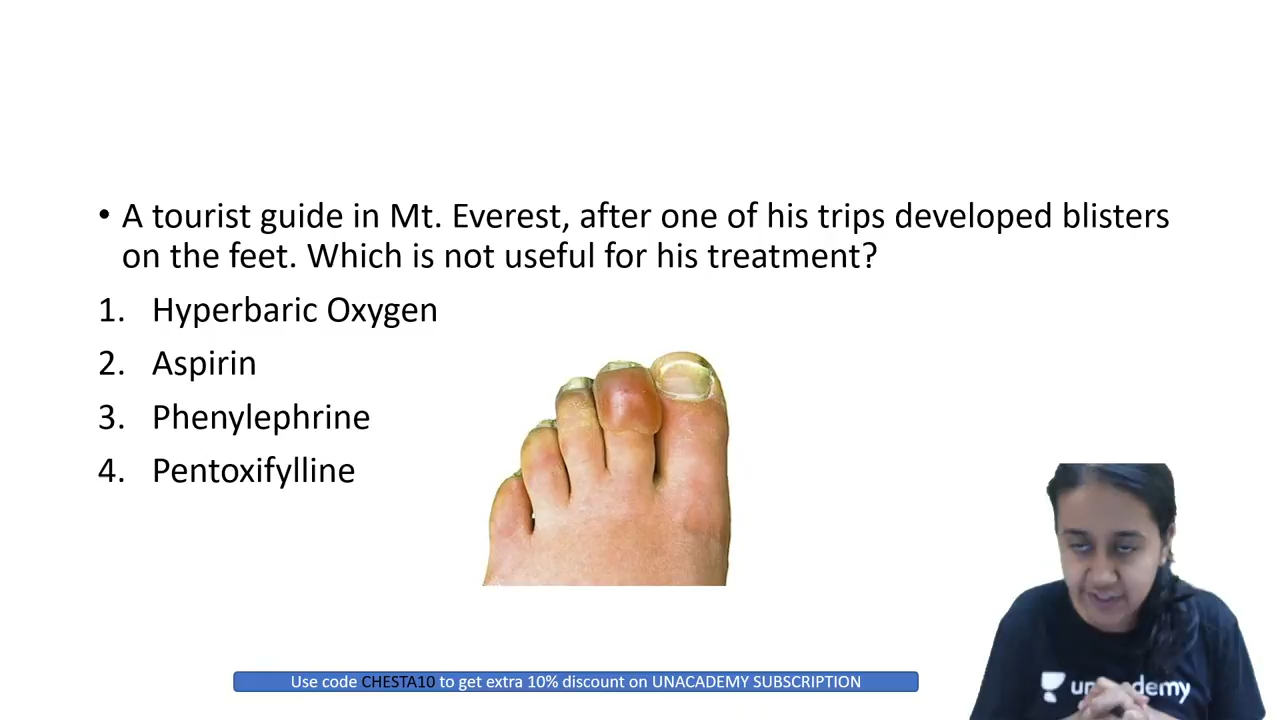 • A tourist guide in Mt. Everest, after one of his trips developed blisters
on the feet. Which is not useful for his treatment?
1. Hyperbaric Oxygen
2. Aspirin
3. Phenylephrine
4. Pentoxifylline
unacademy
Use code CHESTA10 to get extra 10% discount on UNACADEMY SUBSCRIPTION